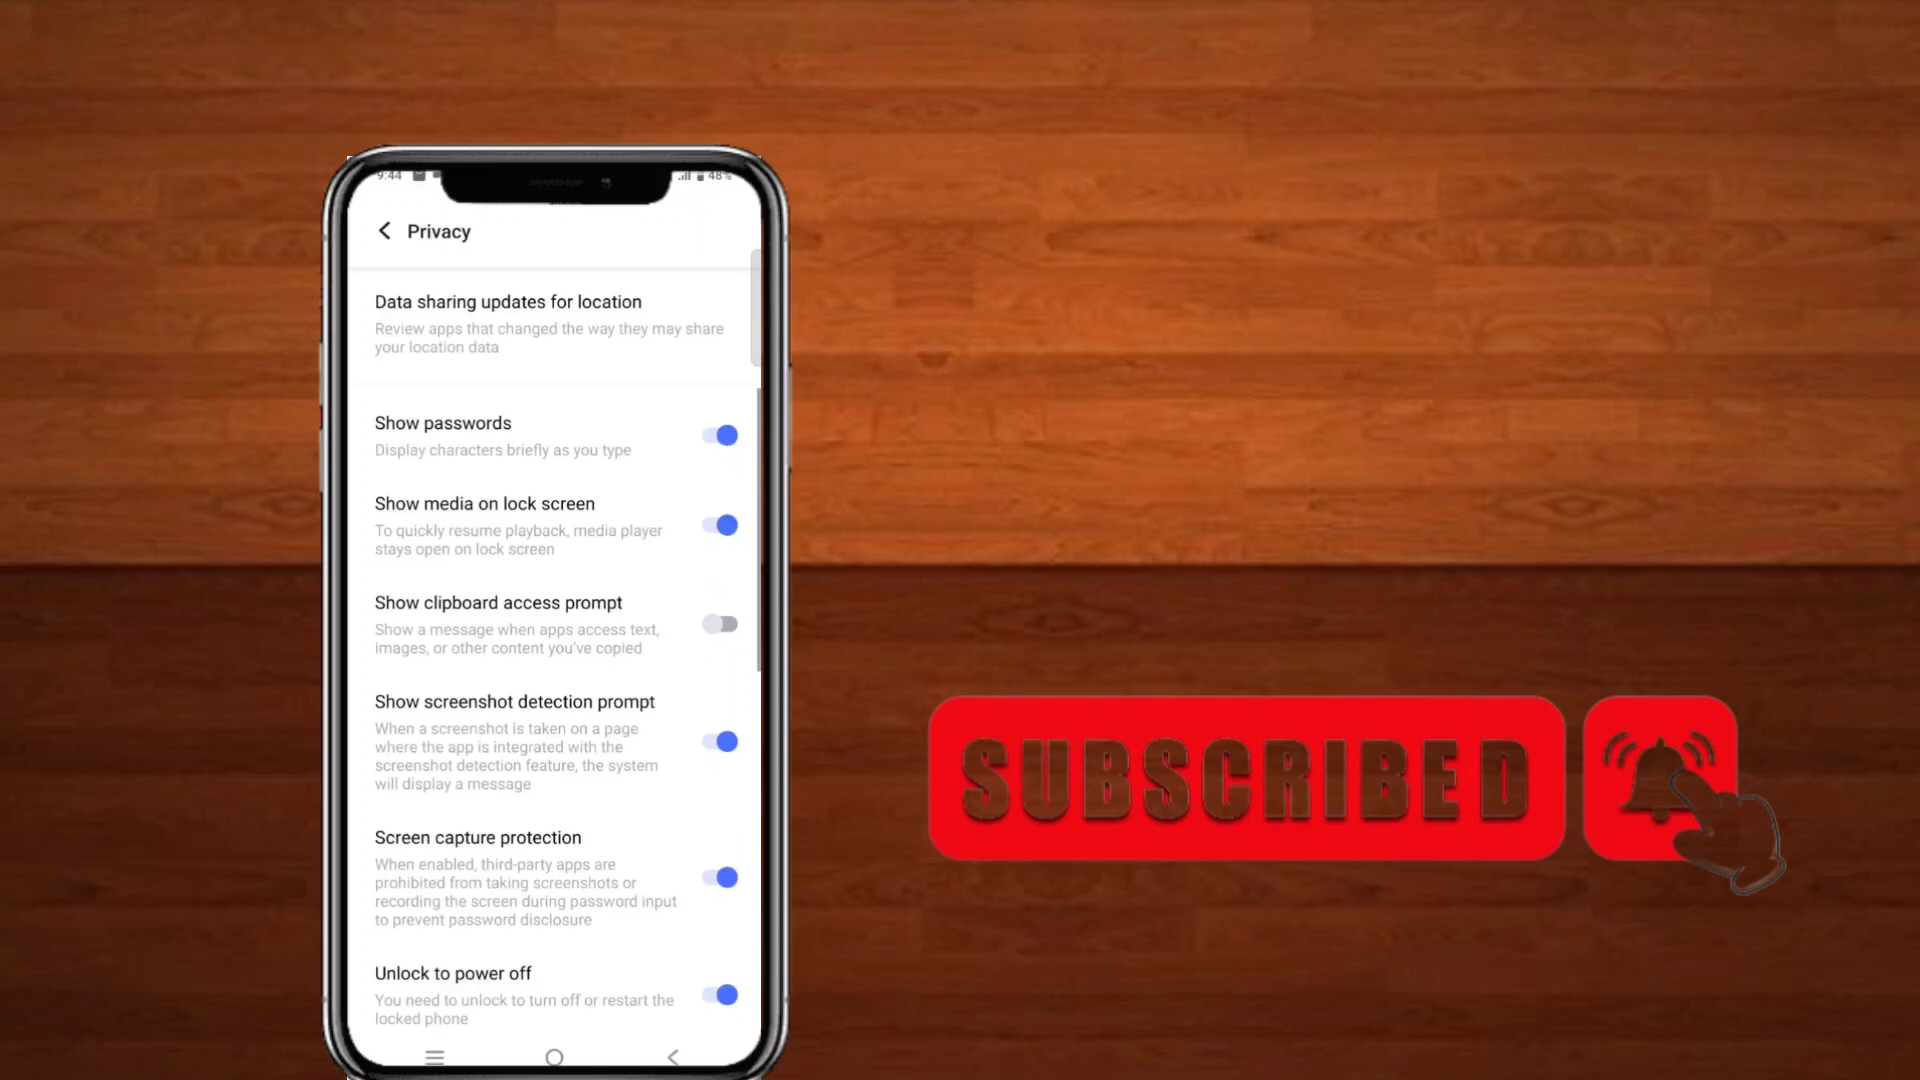 9:44 48%
Privacy
Data sharing updates for location
Review apps that changed the way they may share
your location data
Show passwords
Display characters briefly as you type
Show media on lock screen
To quickly resume playback, media player
stays open on lock screen
Show clipboard access prompt
Show a message when apps access text,
images, or other content you've copied
Show screenshot detection prompt
When a screenshot is taken on a page
where the app is integrated with the
screenshot detection feature, the system
will display a message
Screen capture protection
When enabled, third-party apps are
prohibited from taking screenshots or
recording the screen during password input
to prevent password disclosure
Unlock to power off
You need to unlock to turn off or restart the
locked phone
SUBSCRIBED